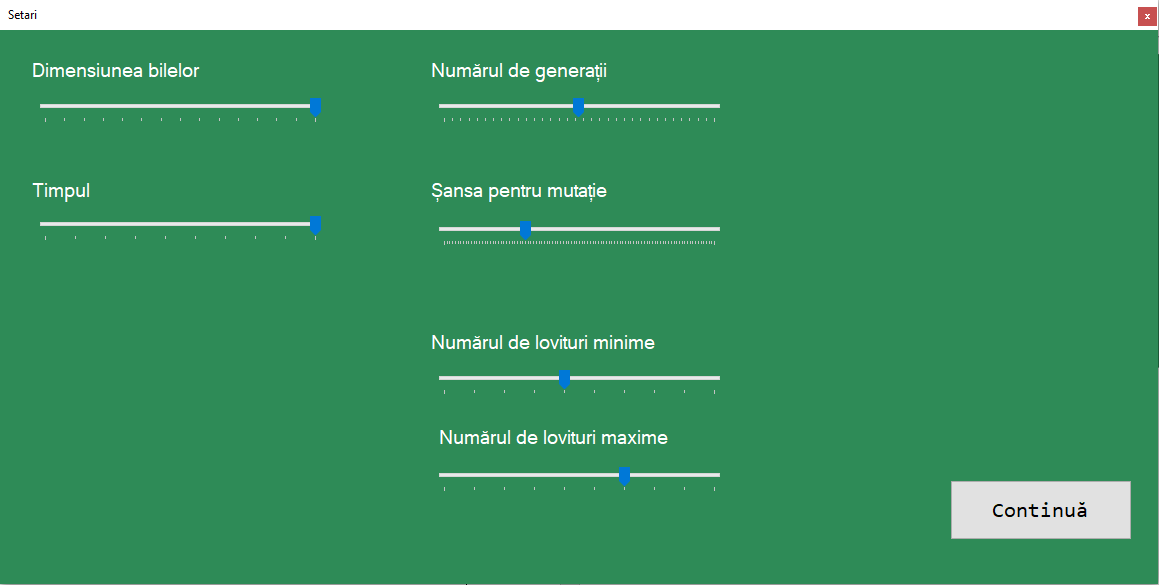 Setari
Dimensiunea bilelor
Timpul
Numărul de generații
Șansa pentru mutație
Numărul de lovituri minime
Numărul de lovituri maxime
Continuă